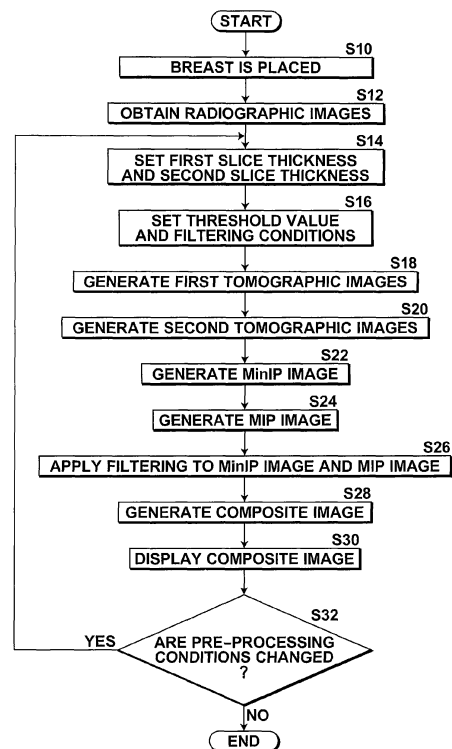 START
S10
BREAST IS PLACED
S12
OBTAIN RADIOGRAPHIC IMAGES
S14
SET FIRST SLICE THICKNESS
AND SECOND SLICE THICKNESS
S16
SET THRESHOLD VALUE
AND FILTERING CONDITIONS
S18
GENERATE FIRST TOMOGRAPHIC IMAGES
S20
GENERATE SECOND TOMOGRAPHIC IMAGES
S22
GENERATE MinIP IMAGE
S24
GENERATE MIP IMAGE
S26
APPLY FILTERING TO MinIP IMAGE AND MIP IMAGE
S28
GENERATE COMPOSITE IMAGE
S30
DISPLAY COMPOSITE IMAGE
S32
YES
ARE PRE-PROCESSING
CONDITIONS CHANGED
?
NO
END